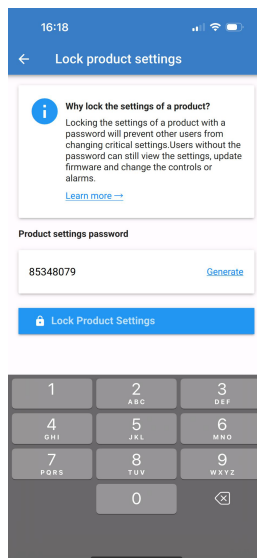 16:18
Lock product settings
Why lock the settings of a product?
Locking the settings of a product with a
password will prevent other users from
changing critical settings.Users without the
password can still view the settings, update
firmware and change the controls or
alarms.
Learn more →
Product settings password
85348079 Generate
Lock Product Settings
1 2 3
ABC DEF
4 5 6
GHI JKL MNO
7 8 9
PQRS TUV WXYZ
0